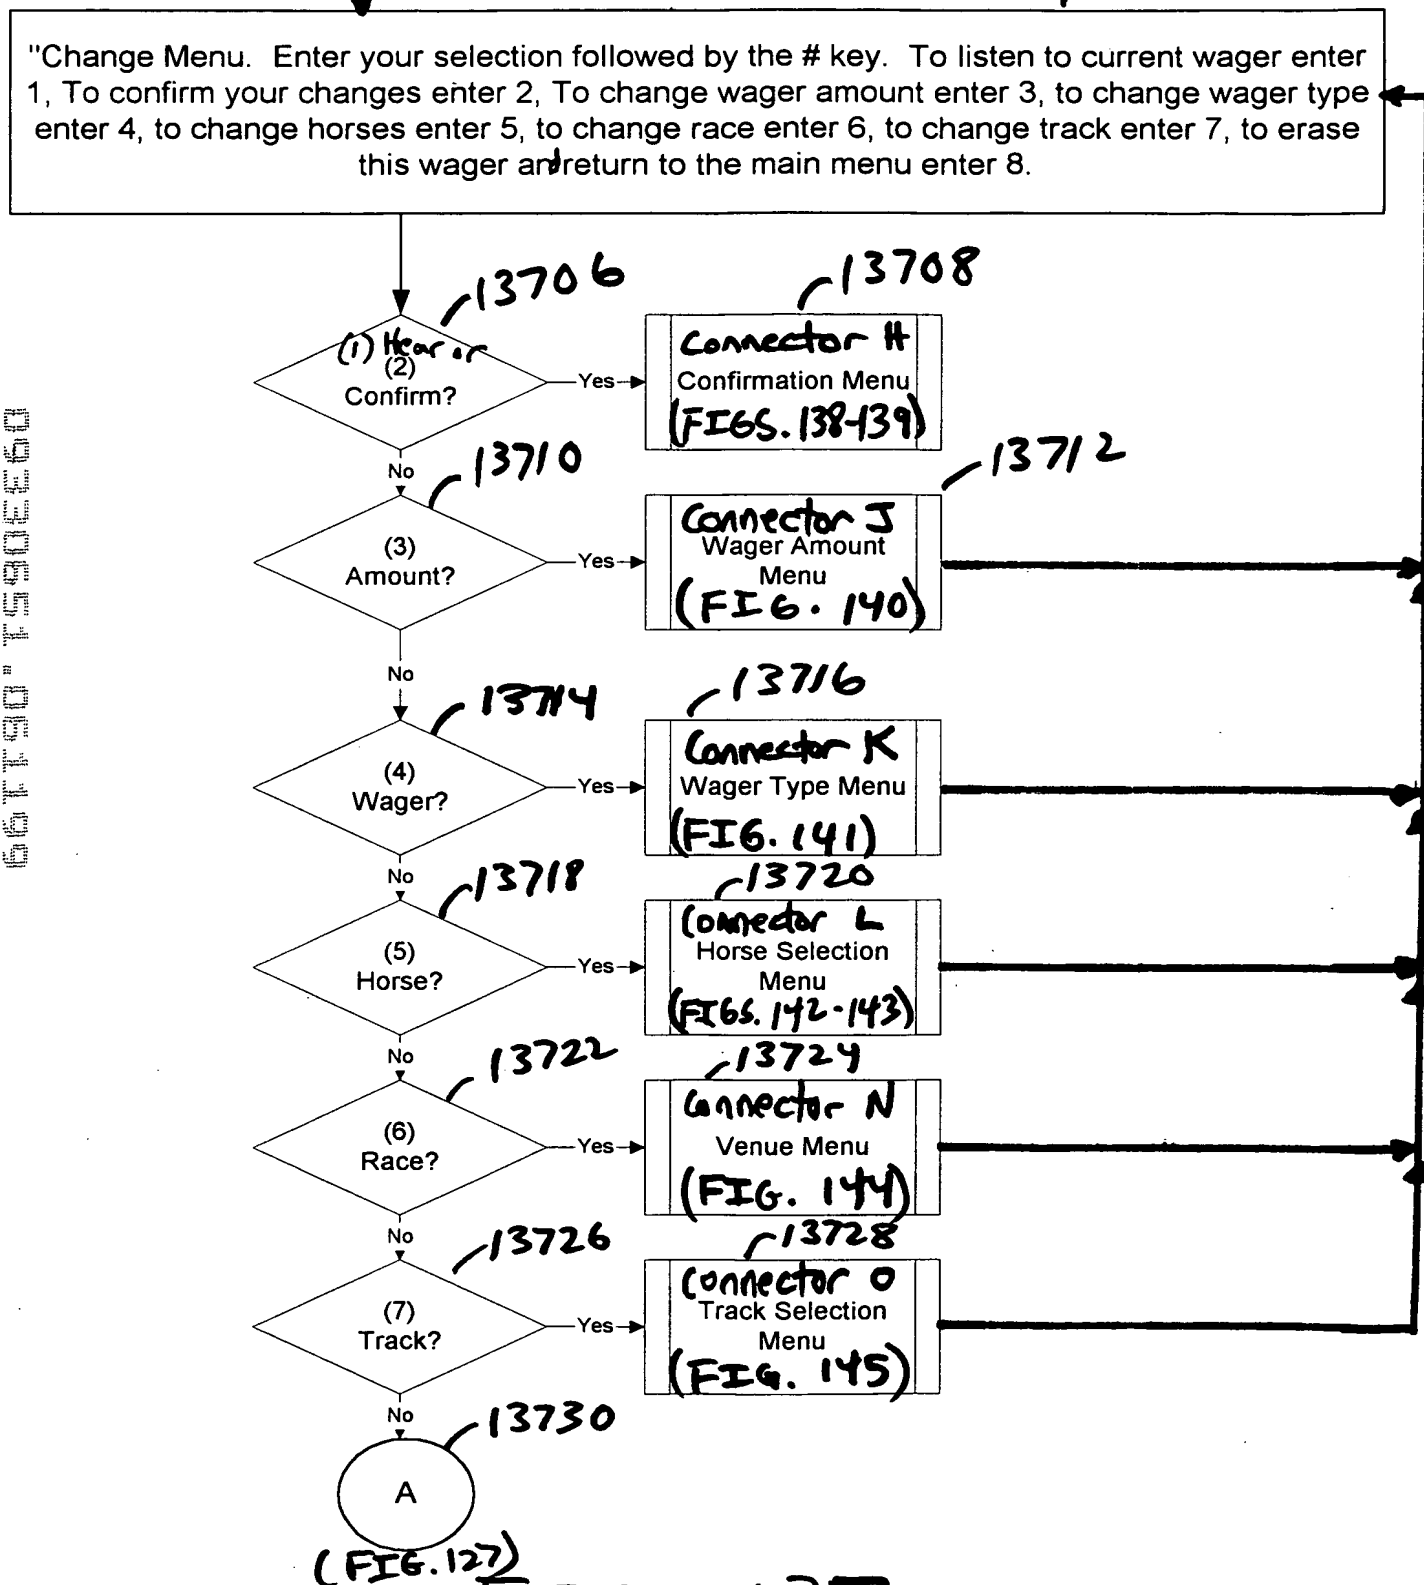 "Change Menu. Enter your selection followed by the # key. To listen to current wager enter
1, To confirm your changes enter 2, To change wager amount enter 3, to change wager type
enter 4, to change horses enter 5, to change race enter 6, to change track enter 7, to erase
this wager and return to the main menu enter 8.
13706
13708
(1) Hear or
(2)
Confirm?
Yes
Connector H
Confirmation Menu
(FIGS. 138-139)
No
13710
13712
(3)
Amount?
Yes
Connector J
Wager Amount
Menu
(FIG. 140)
No
13714
13716
(4)
Wager?
Yes
Connector K
Wager Type Menu
(FIG. 141)
No
13718
13720
(5)
Horse?
Yes
Connector L
Horse Selection
Menu
(FIGS. 142-143)
No
13722
13724
(6)
Race?
Yes
Connector N
Venue Menu
(FIG. 144)
No
13726
13728
(7)
Track?
Yes
Connector O
Track Selection
Menu
(FIG. 145)
No
13730
A
(FIG. 127)